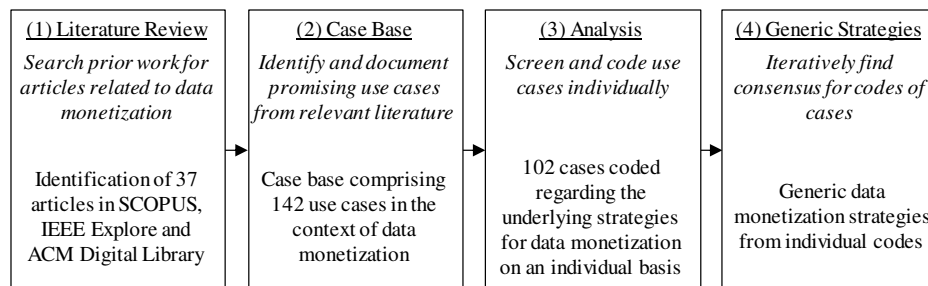 (1) Literature Review
Search prior work for
articles related to data
monetization
Identification of 37
articles in SCOPUS,
IEEE Explore and
ACM Digital Library
(2) Case Base
Identify and document
promising use cases
from relevant literature
Case base comprising
142 use cases in the
context of data
monetization
(3) Analysis
Screen and code use
cases individually
102 cases coded
regarding the
underlying strategies
for data monetization
on an individual basis
(4) Generic Strategies
Iteratively find
consensus for codes of
cases
Generic data
monetization strategies
from individual codes